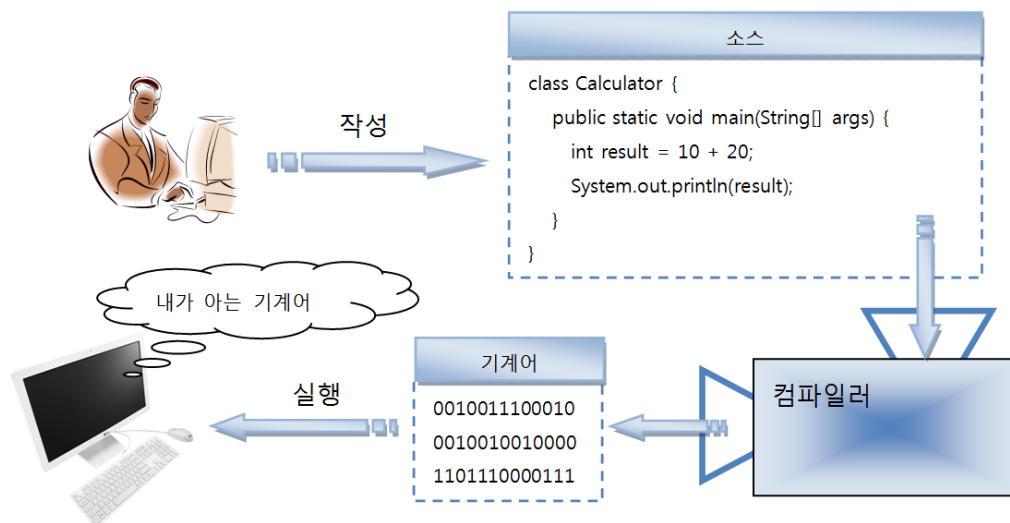 소스
class Calculator {
public static void main(String[] args) {
int result = 10 + 20;
System.out.println(result);
}
}
작성
내가 아는 기계어
컴파일러
기계어
0010011100010
0010010010000
1101110000111
실행